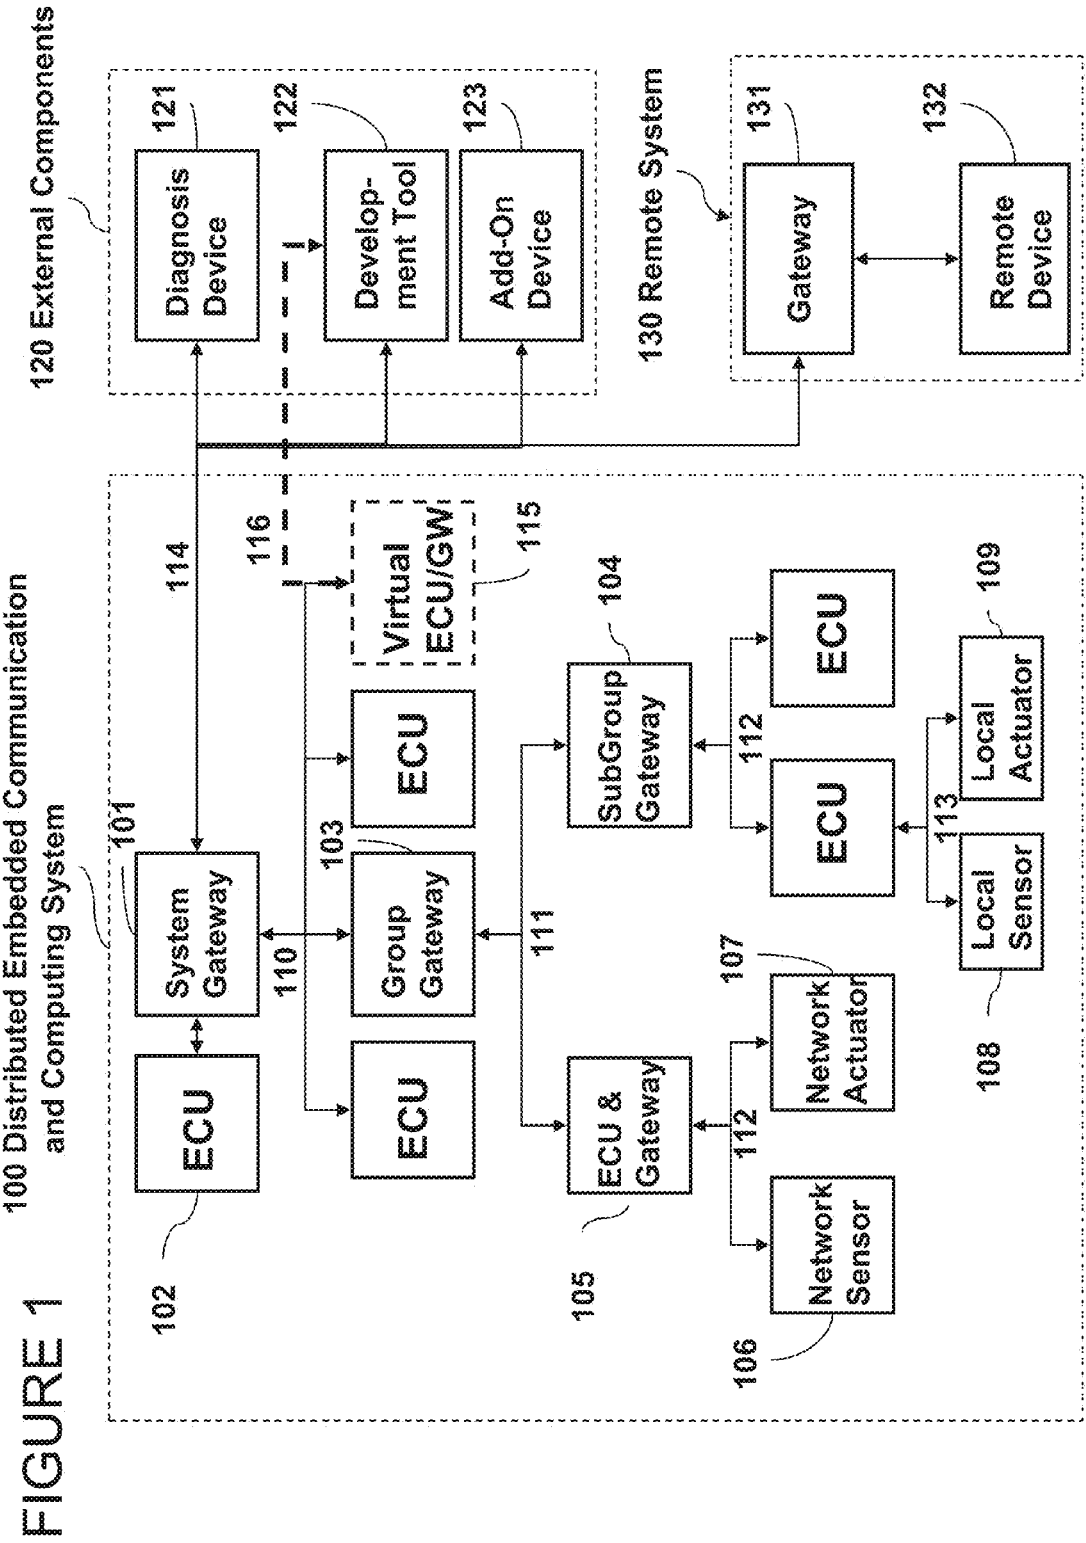 FIGURE 1
100 Distributed Embedded Communication
and Computing System
120 External Components
101
System
Gateway
ECU
102
114
Diagnosis
Device
121
110
116
Develop-
ment Tool
122
ECU
103
Group
Gateway
ECU
Virtual
ECU/GW
115
Add-On
Device
123
111
105
ECU &
Gateway
SubGroup
Gateway
104
130 Remote System
112
112
106
Network
Sensor
Network
Actuator
107
ECU
ECU
Gateway
131
113
108
Local
Sensor
Local
Actuator
109
Remote
Device
132